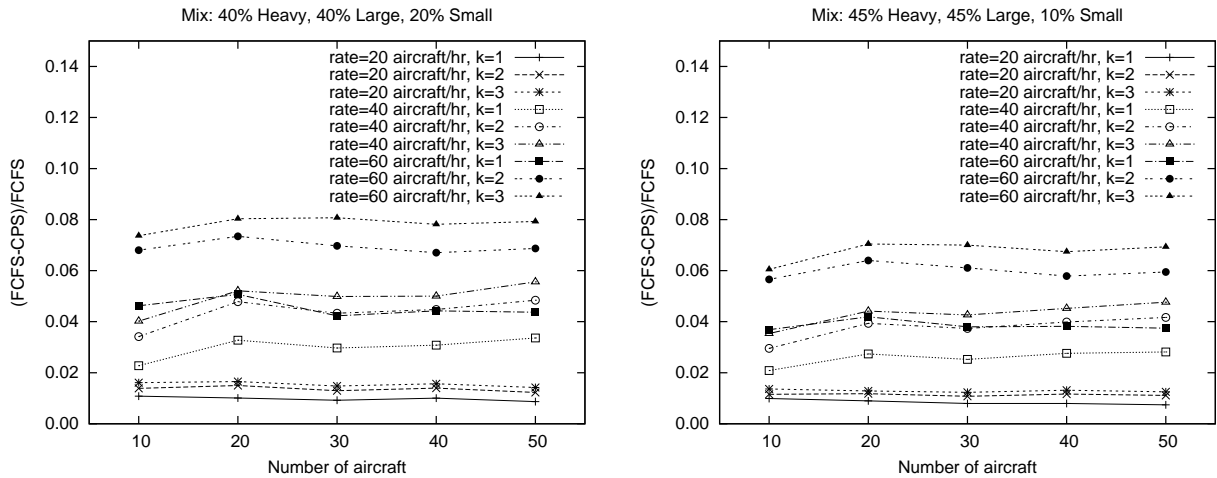 Mix: 40% Heavy, 40% Large, 20% Small
(FCFS-CPS)/FCFS
0.14
0.12
0.10
0.08
0.06
0.04
0.02
0.00
rate=20 aircraft/hr, k=1
rate=20 aircraft/hr, k=2
rate=20 aircraft/hr, k=3
rate=40 aircraft/hr, k=1
rate=40 aircraft/hr, k=2
rate=40 aircraft/hr, k=3
rate=60 aircraft/hr, k=1
rate=60 aircraft/hr, k=2
rate=60 aircraft/hr, k=3
10 20 30 40 50
Number of aircraft
Mix: 45% Heavy, 45% Large, 10% Small
(FCFS-CPS)/FCFS
0.14
0.12
0.10
0.08
0.06
0.04
0.02
0.00
rate=20 aircraft/hr, k=1
rate=20 aircraft/hr, k=2
rate=20 aircraft/hr, k=3
rate=40 aircraft/hr, k=1
rate=40 aircraft/hr, k=2
rate=40 aircraft/hr, k=3
rate=60 aircraft/hr, k=1
rate=60 aircraft/hr, k=2
rate=60 aircraft/hr, k=3
10 20 30 40 50
Number of aircraft